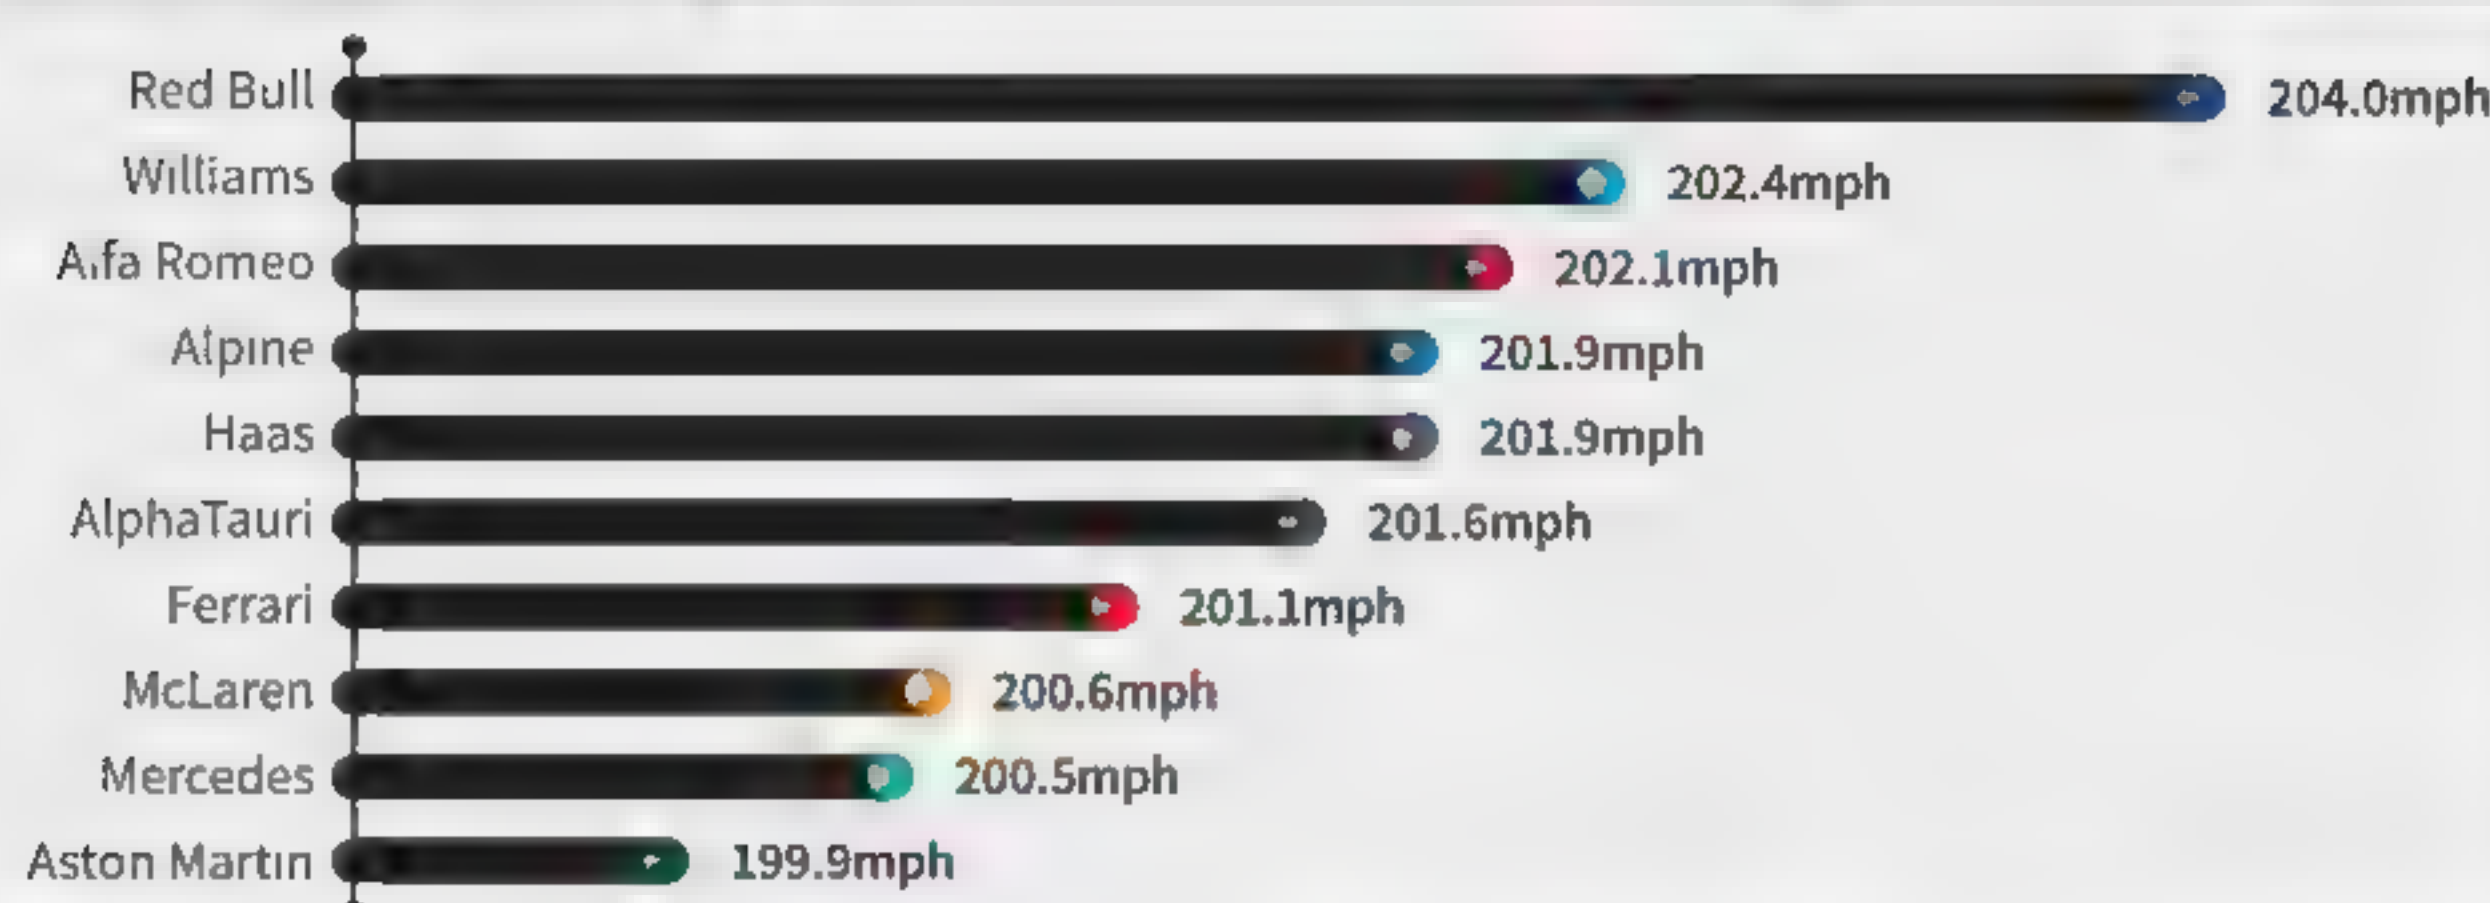 Red Bull 204.0mph
Williams 202.4mph
Alfa Romeo 202.1mph
Alpine 201.9mph
Haas 201.9mph
AlphaTauri 201.6mph
Ferrari 201.1mph
McLaren 200.6mph
Mercedes 200.5mph
Aston Martin 199.9mph